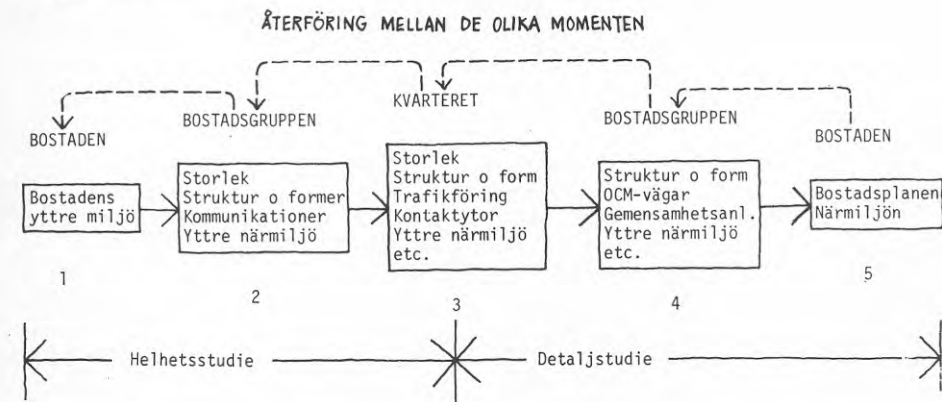 ÅTERFÖRING MELLAN DE OLIKA MOMENTEN
BOSTADEN
BOSTADSGRUPPEN
KVARTERET
BOSTADSGRUPPEN
BOSTADEN
Bostadens
yttre miljö
Storlek
Struktur o former
Kommunikationer
Yttre närmiljö
Storlek
Struktur o form
Trafikföring
Kontaktytor
Yttre närmiljö
etc.
Struktur o form
OCM-vägar
Gemensamhetsanl.
Yttre närmiljö
etc.
Bostadsplanen
Närmiljön
1
2
3
4
5
Helhetsstudie
Detaljstudie